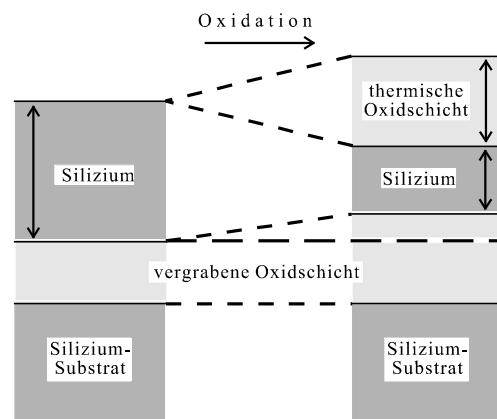 Oxidation
thermische
Oxidschicht
Silizium
Silizium
vergrabene Oxidschicht
Silizium-
Substrat
Silizium-
Substrat